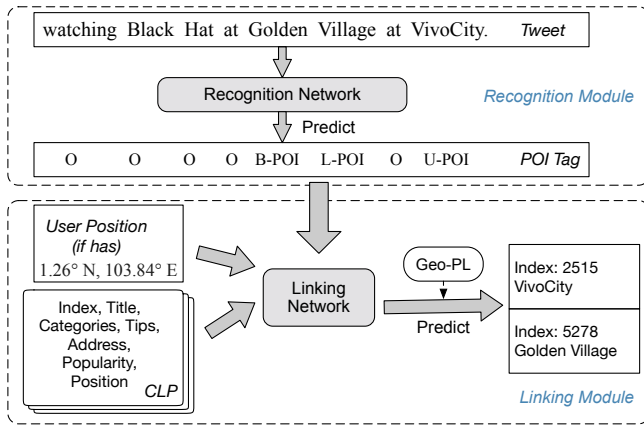 watching Black Hat at Golden Village at VivoCity. Tweet
Recognition Network
Recognition Module
Predict
O O O O B-POI L-POI O U-POI POI Tag
User Position
(if has)
1.26° N, 103.84° E
Index, Title,
Categories, Tips,
Address,
Popularity,
Position
CLP
Linking
Network
Geo-PL
Predict
Index: 2515
VivoCity
Index: 5278
Golden Village
Linking Module